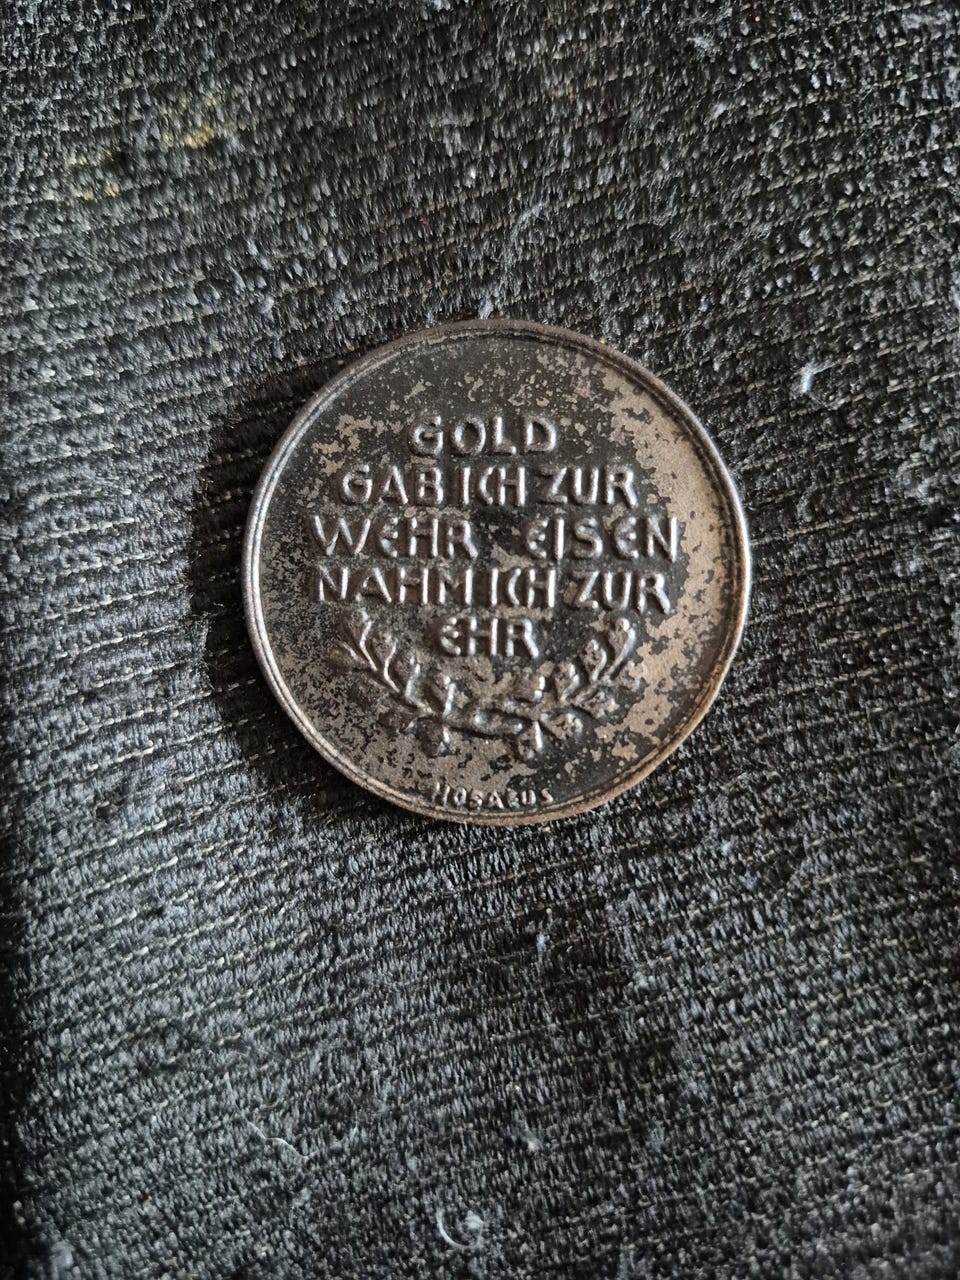 GOLD
GAB ICH ZUR
WEHR EISEN
NAHM ICH ZUR
EHR
HOSAEUS